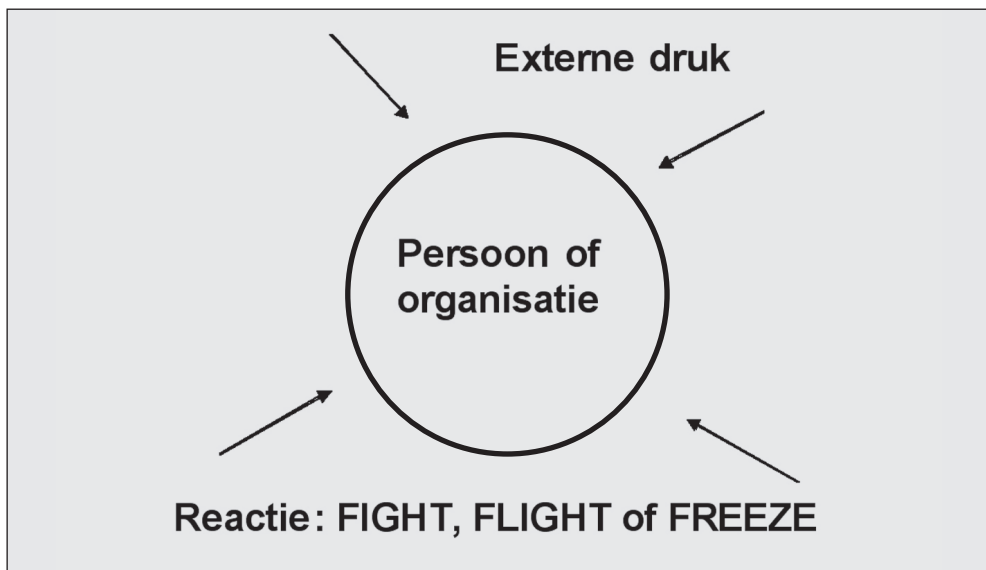 Externe druk
Persoon of
organisatie
Reactie: FIGHT, FLIGHT of FREEZE